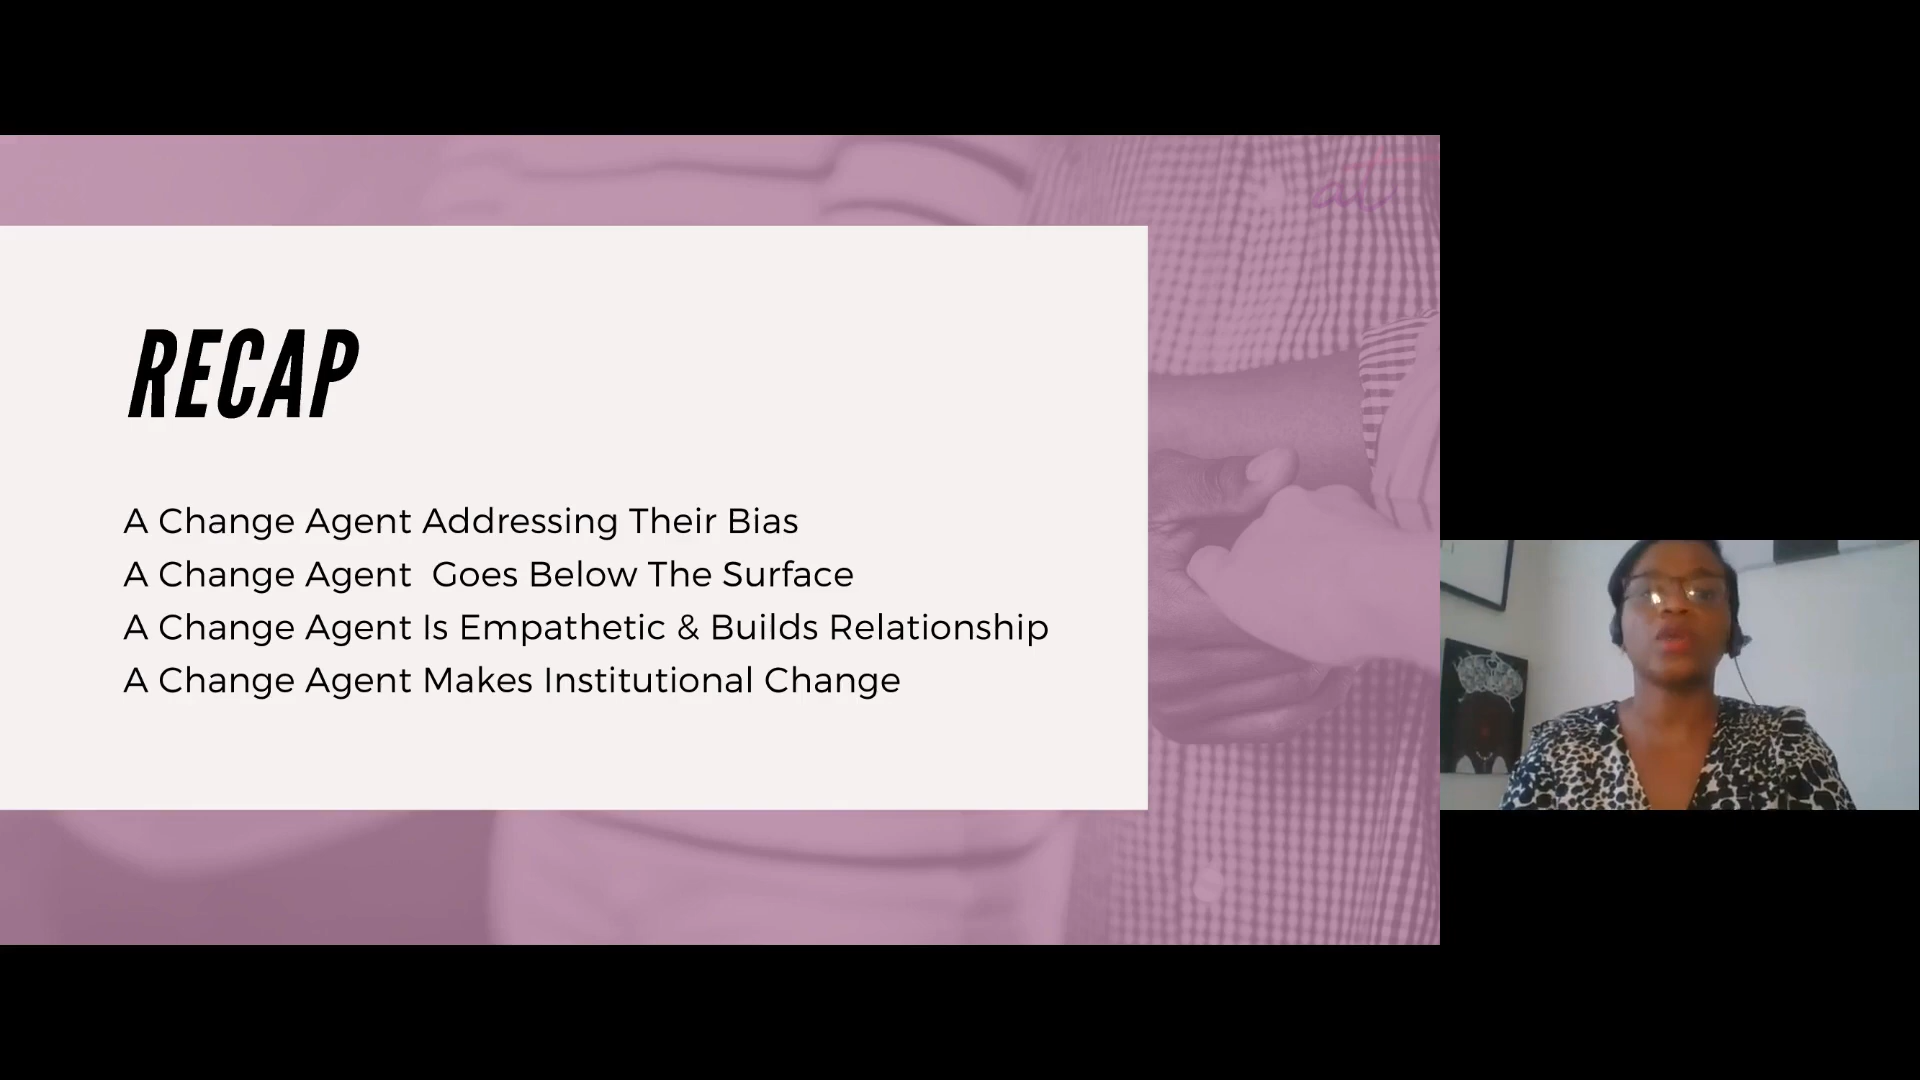 RECAP
A Change Agent Addressing Their Bias
A Change Agent  Goes Below The Surface
A Change Agent Is Empathetic & Builds Relationship
A Change Agent Makes Institutional Change